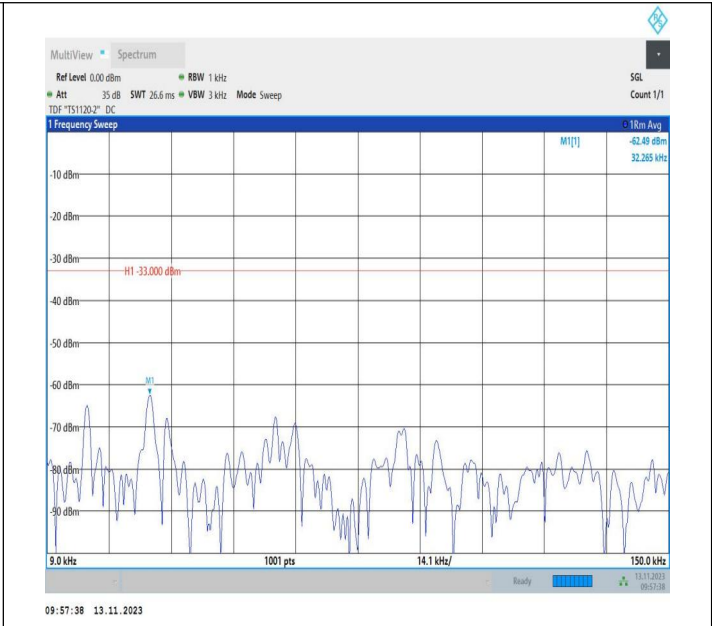 R&S
MultiView Spectrum
Ref Level 0.00 dBm RBW 1 kHz SGL
Att 35 dB SWT 26.6 ms VBW 3 kHz Mode Sweep Count 1/1
TDF "TS1120-2" DC
1 Frequency Sweep 1Rm Avg
M1[1] -62.49 dBm
32.265 kHz
-10 dBm
-20 dBm
-30 dBm
H1 -33.000 dBm
-40 dBm
-50 dBm
-60 dBm
M1
-70 dBm
-80 dBm
-90 dBm
9.0 kHz 1001 pts 14.1 kHz/ 150.0 kHz
Ready 13.11.2023
09:57:38
09:57:38 13.11.2023